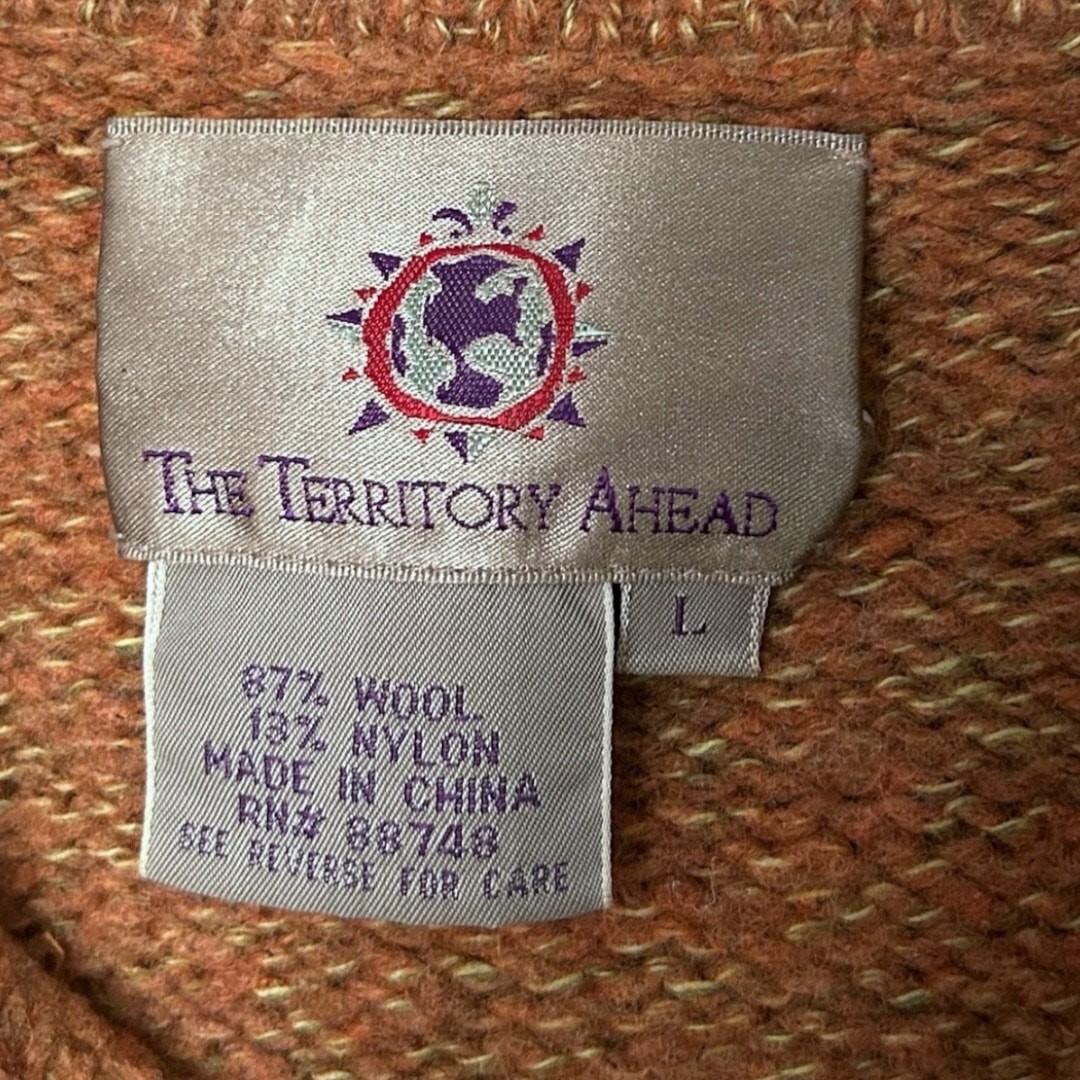 THE TERRITORY AHEAD
L
87% WOOL
13% NYLON
MADE IN CHINA
RN# 88748
SEE REVERSE FOR CARE